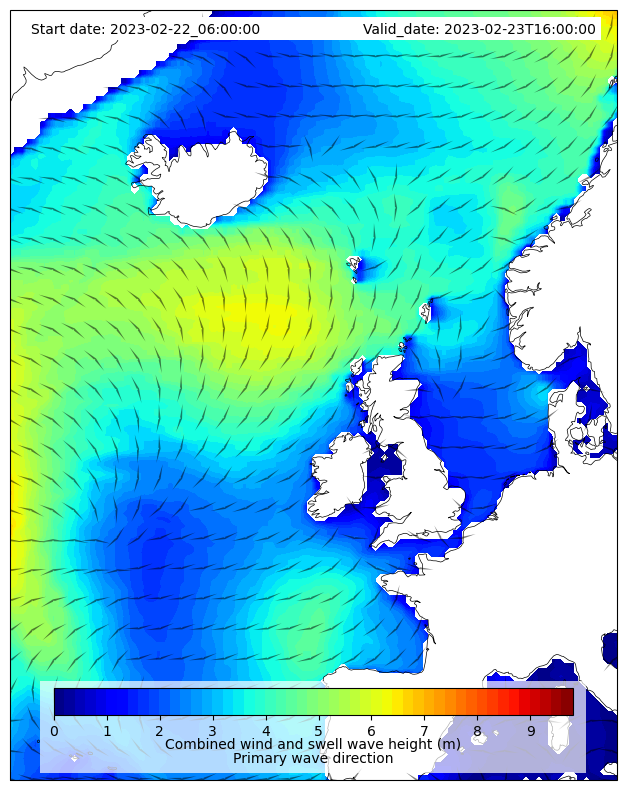 Start date: 2023-02-22_06:00:00 Valid_date: 2023-02-23T16:00:00
0 1 2 3 4 5 6 7 8 9
Combined wind and swell wave height (m)
Primary wave direction